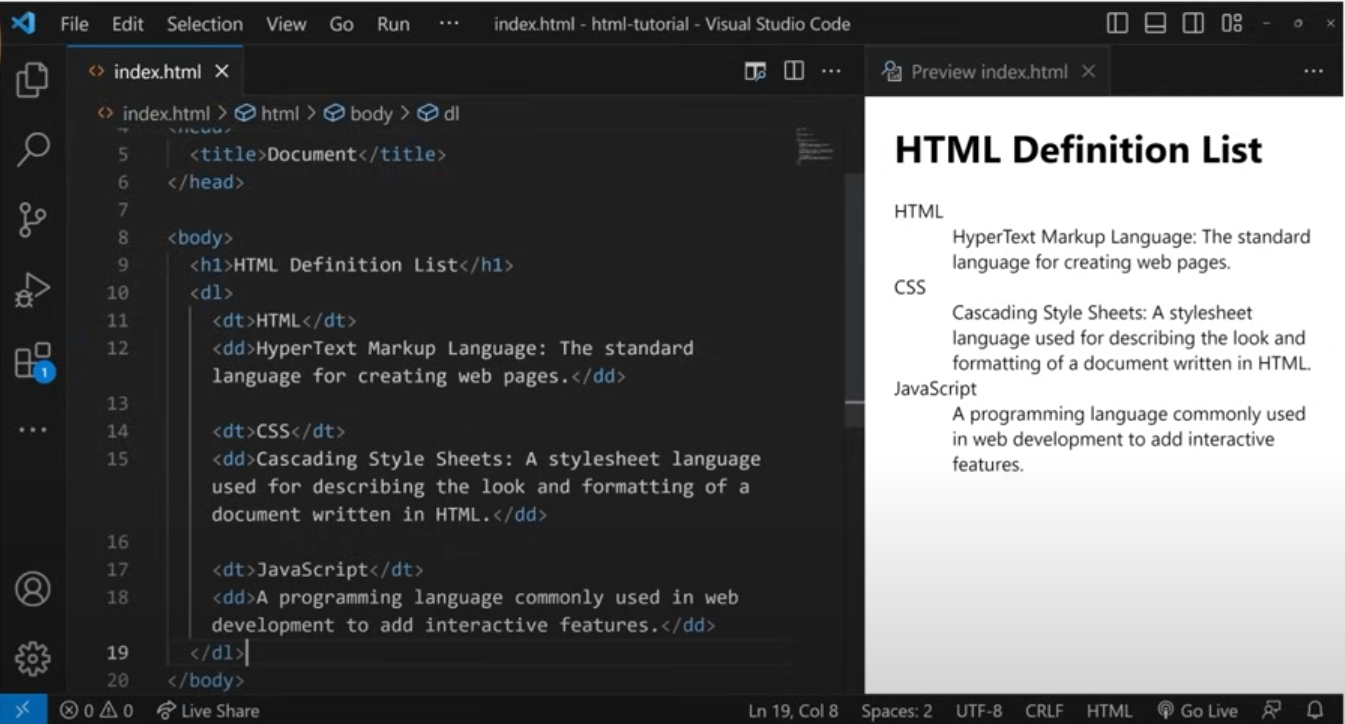 File Edit Selection View Go Run ··· index.html - html-tutorial - Visual Studio Code
index.html
Preview index.html
index.html > html > body > dl
4 <head>
5 <title>Document</title>
6 </head>
7
8 <body>
9 <h1>HTML Definition List</h1>
10 <dl>
11 <dt>HTML</dt>
12 <dd>HyperText Markup Language: The standard
language for creating web pages.</dd>
13
14 <dt>CSS</dt>
15 <dd>Cascading Style Sheets: A stylesheet language
used for describing the look and formatting of a
document written in HTML.</dd>
16
17 <dt>JavaScript</dt>
18 <dd>A programming language commonly used in web
development to add interactive features.</dd>
19 </dl>
20 </body>
HTML Definition List
HTML
HyperText Markup Language: The standard
language for creating web pages.
CSS
Cascading Style Sheets: A stylesheet
language used for describing the look and
formatting of a document written in HTML.
JavaScript
A programming language commonly used
in web development to add interactive
features.
1
0 0 Live Share Ln 19, Col 8 Spaces: 2 UTF-8 CRLF HTML Go Live